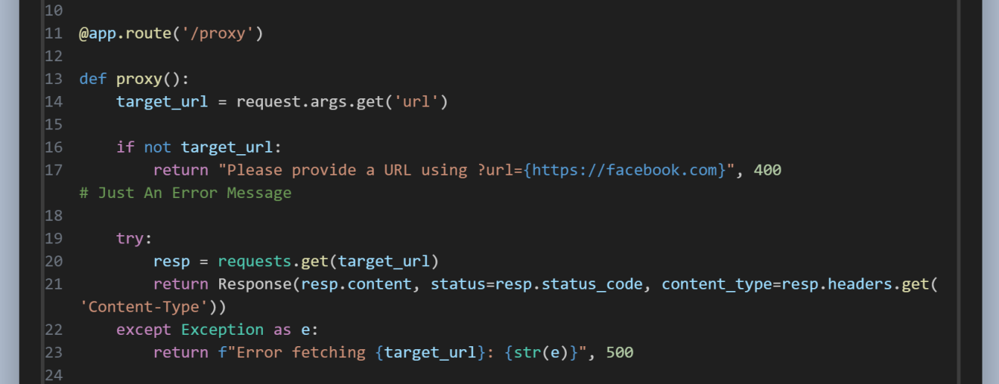 10
11 @app.route('/proxy')
12
13 def proxy():
14     target_url = request.args.get('url')
15
16     if not target_url:
17         return "Please provide a URL using ?url={https://facebook.com}", 400
# Just An Error Message
18
19     try:
20         resp = requests.get(target_url)
21         return Response(resp.content, status=resp.status_code, content_type=resp.headers.get(
'Content-Type'))
22     except Exception as e:
23         return f"Error fetching {target_url}: {str(e)}", 500
24